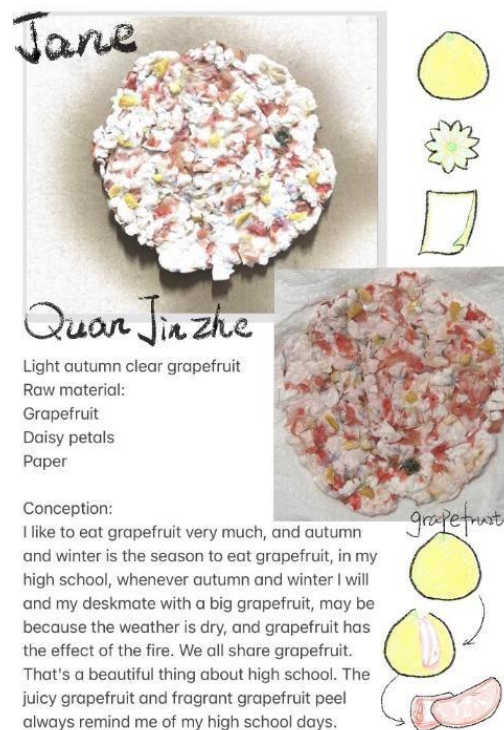 Jane
Quan Jinzhe
Light autumn clear grapefruit
Raw material:
Grapefruit
Daisy petals
Paper
Conception:
I like to eat grapefruit very much, and autumn
and winter is the season to eat grapefruit, in my
high school, whenever autumn and winter I will
and my deskmate with a big grapefruit, may be
because the weather is dry, and grapefruit has
the effect of the fire. We all share grapefruit.
That's a beautiful thing about high school. The
juicy grapefruit and fragrant grapefruit peel
always remind me of my high school days.
grapefruit